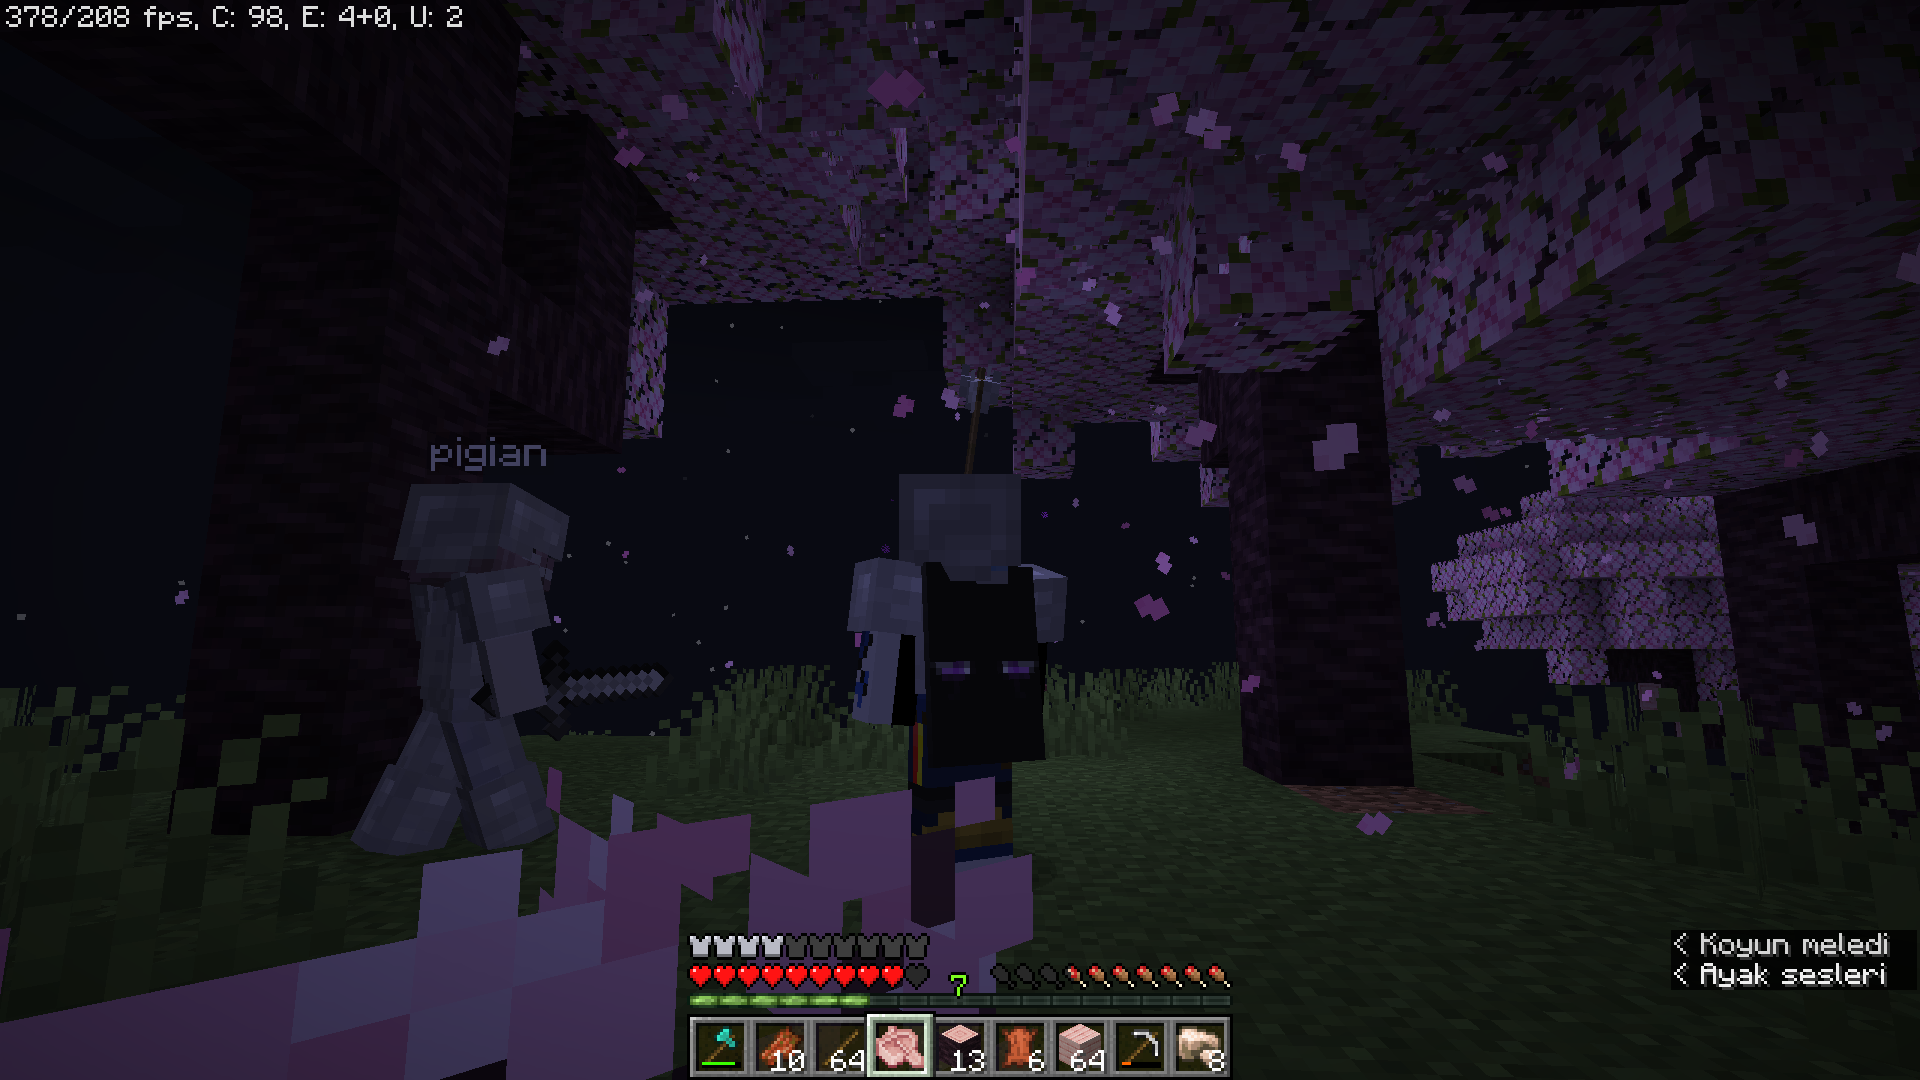 378/208 fps, C: 98, E: 4+0, U: 2
pigian
< Koyun meledi
< Ayak sesleri
7
10 64 13 6 64 8